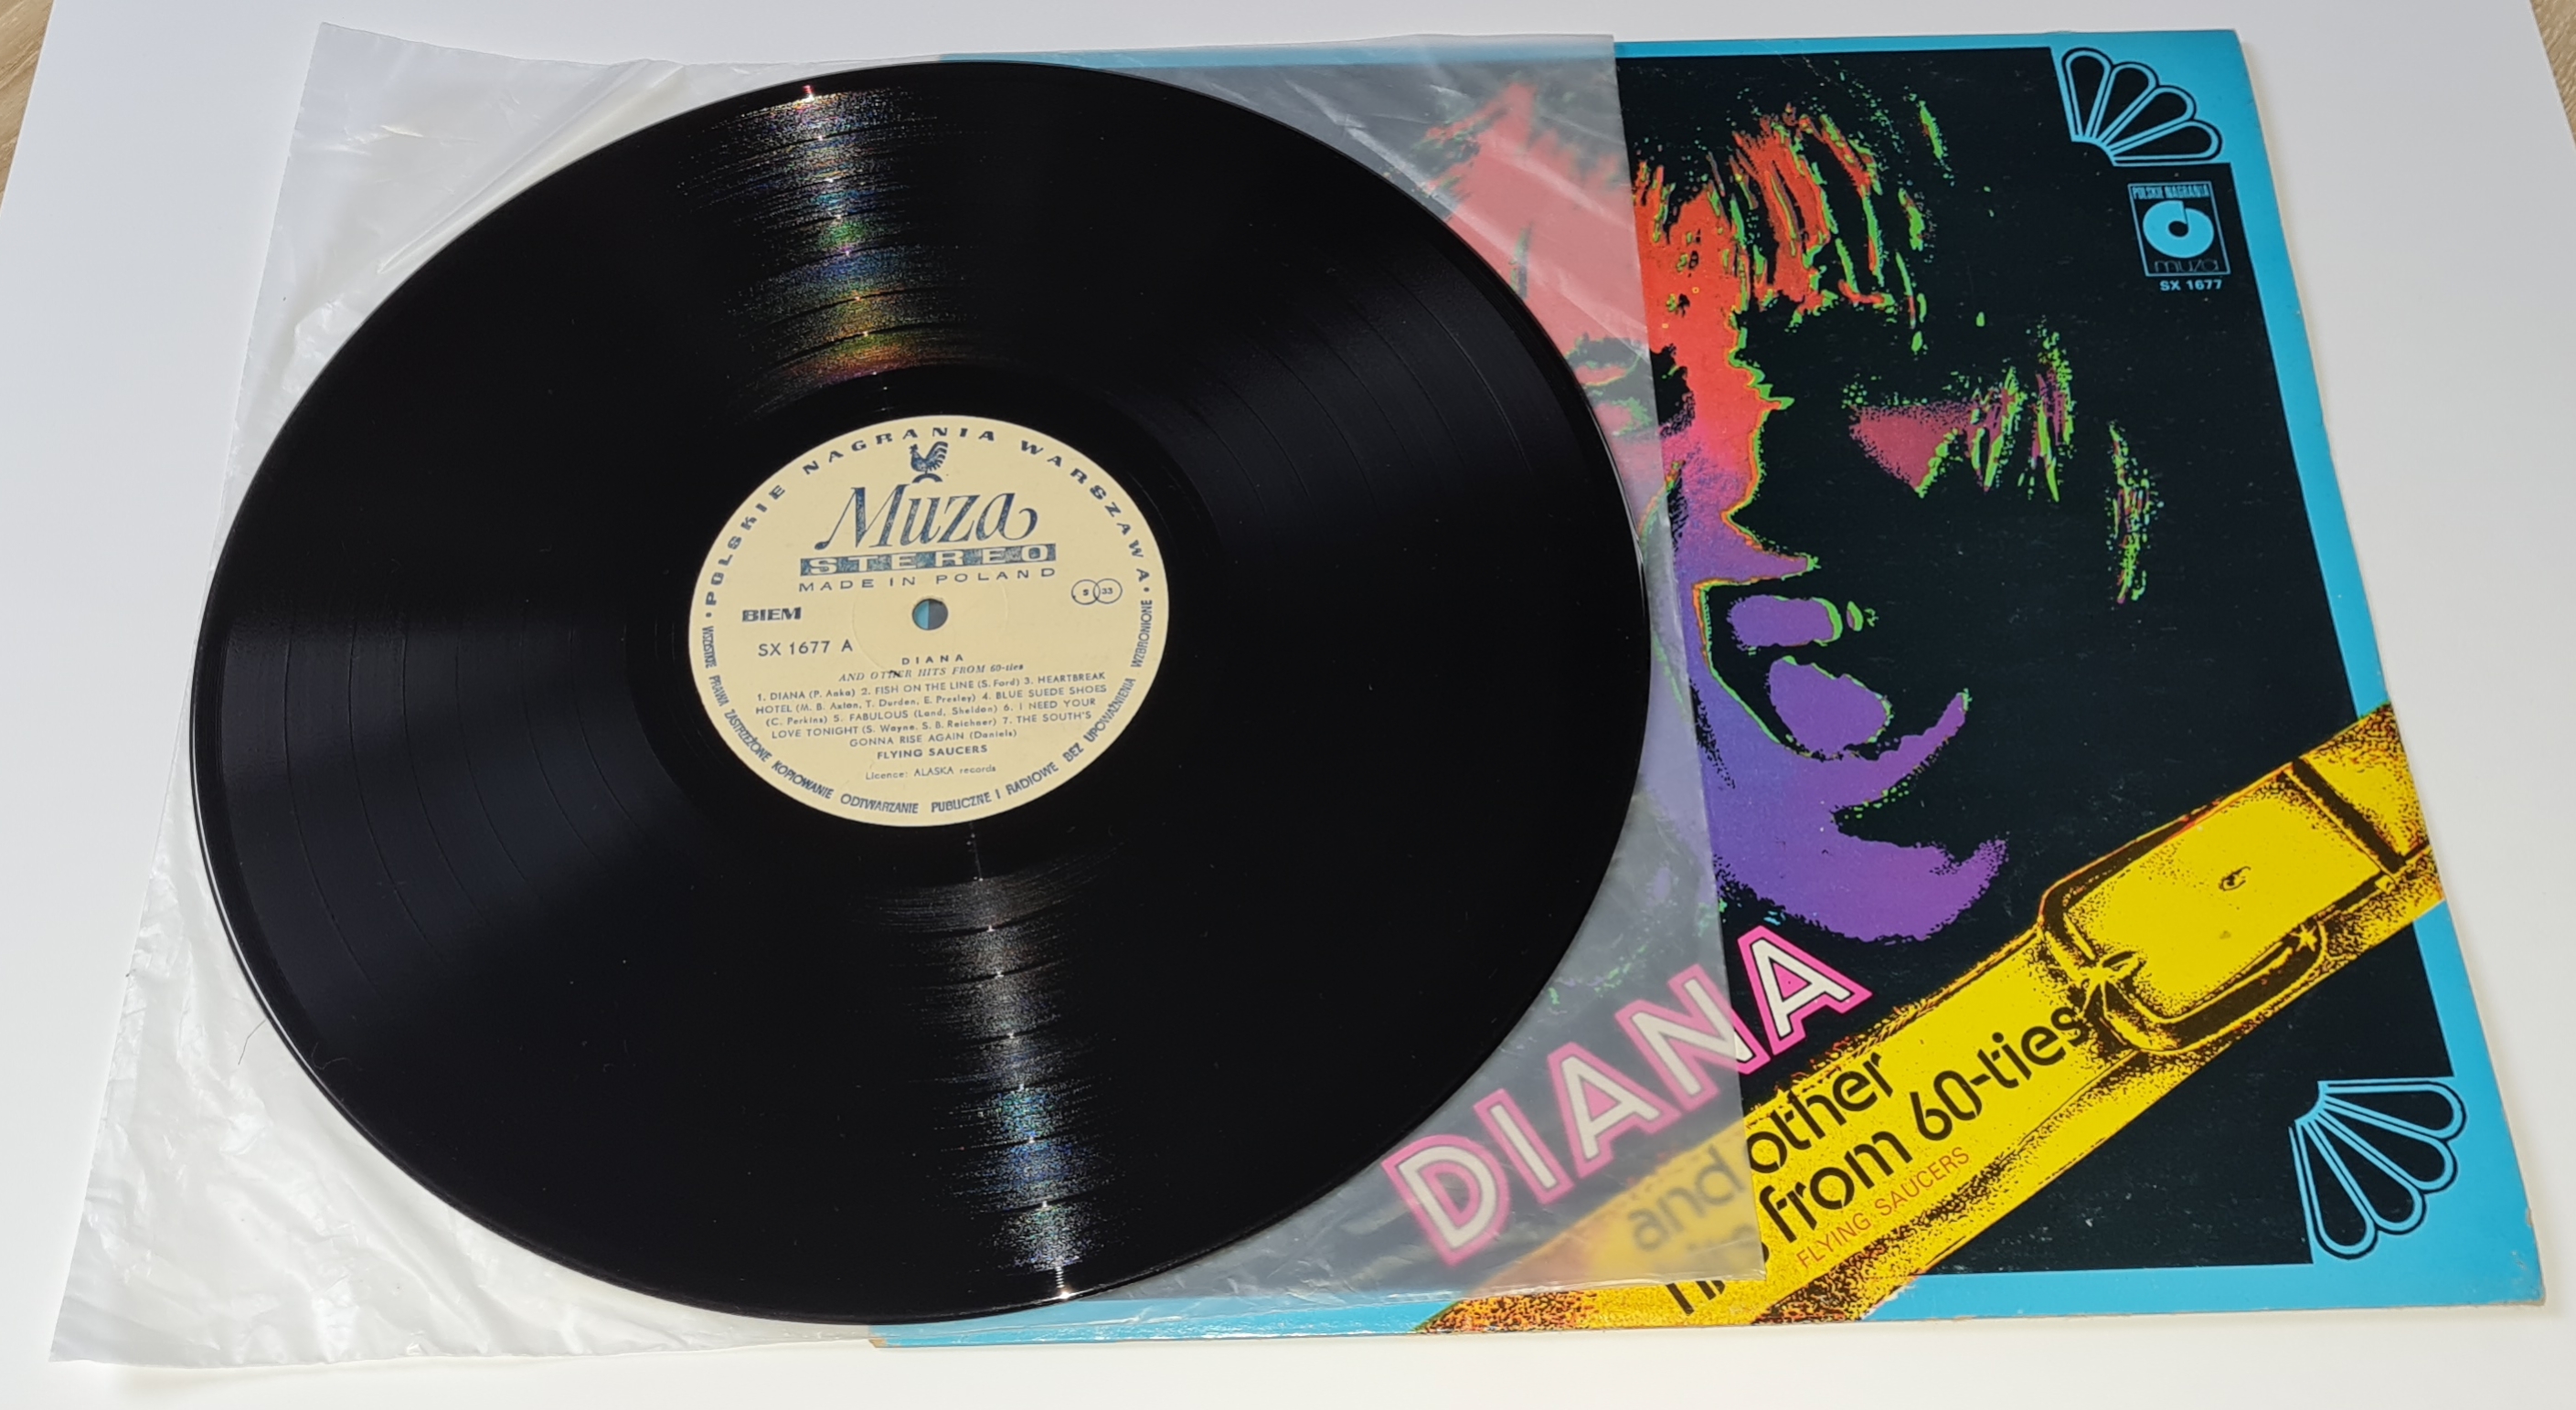 POLSKIE NAGRANIA WARSZAWA
Muza
STEREO
MADE IN POLAND
BIEM
S 33
SX 1677 A
DIANA
AND OTHER HITS FROM 60-ties
1. DIANA (P. Anka) 2. FISH ON THE LINE (S. Ford) 3. HEARTBREAK
HOTEL (M. B. Axton, T. Durden, E. Presley) 4. BLUE SUEDE SHOES
(C. Perkins) 5. FABULOUS (Land, Sheldon) 6. I NEED YOUR
LOVE TONIGHT (S. Wayne, S. B. Reichner) 7. THE SOUTH'S
GONNA RISE AGAIN (Daniels)
FLYING SAUCERS
Licence: ALASKA records
WSZELKIE PRAWA ZASTRZEŻONE KOPIOWANIE ODTWARZANIE PUBLICZNE I RADIOWE BEZ UPOWAŻNIENIA WZBRONIONE
POLSKIE NAGRANIA
muza
SX 1677
DIANA
and other
from 60-ties
FLYING SAUCERS